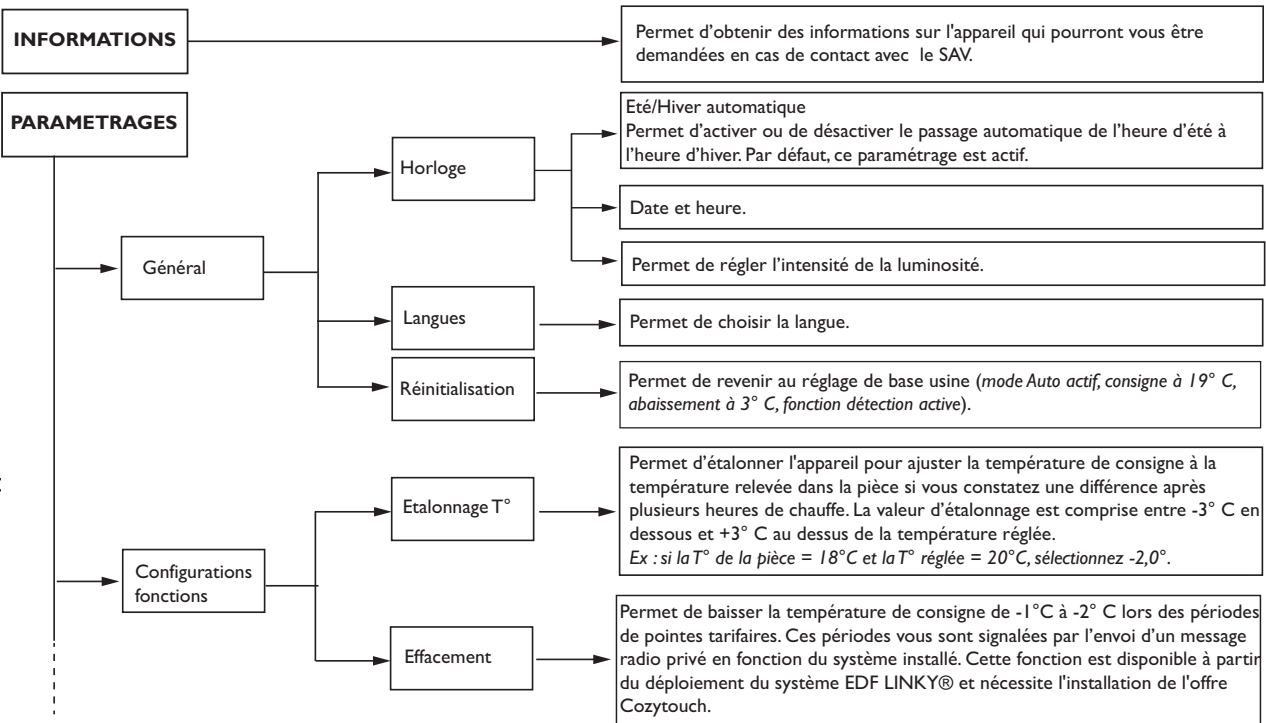 INFORMATIONS
Permet d’obtenir des informations sur l'appareil qui pourront vous être
demandées en cas de contact avec le SAV.
PARAMETRAGES
Général
Horloge
Eté/Hiver automatique
Permet d’activer ou de désactiver le passage automatique de l’heure d’été à
l’heure d’hiver. Par défaut, ce paramétrage est actif.
Date et heure.
Permet de régler l’intensité de la luminosité.
Langues
Permet de choisir la langue.
Réinitialisation
Permet de revenir au réglage de base usine (mode Auto actif, consigne à 19° C,
abaissement à 3° C, fonction détection active).
Configurations
fonctions
Etalonnage T°
Permet d’étalonner l'appareil pour ajuster la température de consigne à la
température relevée dans la pièce si vous constatez une différence après
plusieurs heures de chauffe. La valeur d’étalonnage est comprise entre -3° C en
dessous et +3° C au dessus de la température réglée.
Ex : si la T° de la pièce = 18°C et la T° réglée = 20°C, sélectionnez -2,0°.
Effacement
Permet de baisser la température de consigne de -1°C à -2° C lors des périodes
de pointes tarifaires. Ces périodes vous sont signalées par l’envoi d’un message
radio privé en fonction du système installé. Cette fonction est disponible à partir
du déploiement du système EDF LINKY® et nécessite l'installation de l'offre
Cozytouch.